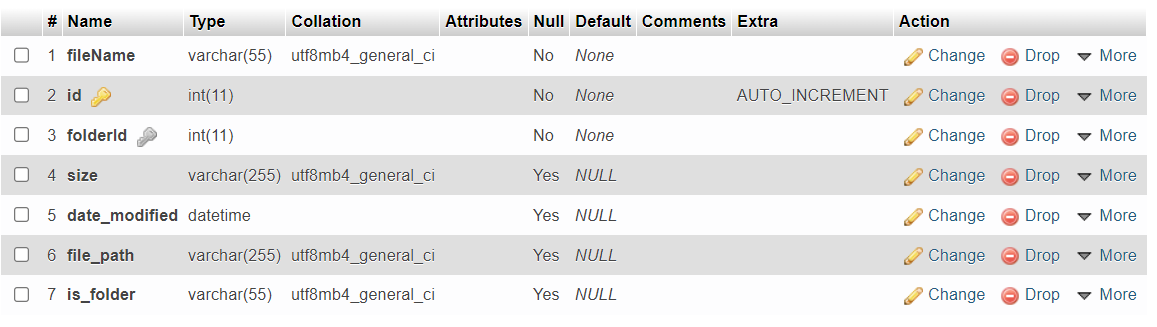 # Name Type Collation Attributes Null Default Comments Extra Action
1 fileName varchar(55) utf8mb4_general_ci No None Change Drop More
2 id int(11) No None AUTO_INCREMENT Change Drop More
3 folderId int(11) No None Change Drop More
4 size varchar(255) utf8mb4_general_ci Yes NULL Change Drop More
5 date_modified datetime Yes NULL Change Drop More
6 file_path varchar(255) utf8mb4_general_ci Yes NULL Change Drop More
7 is_folder varchar(55) utf8mb4_general_ci Yes NULL Change Drop More